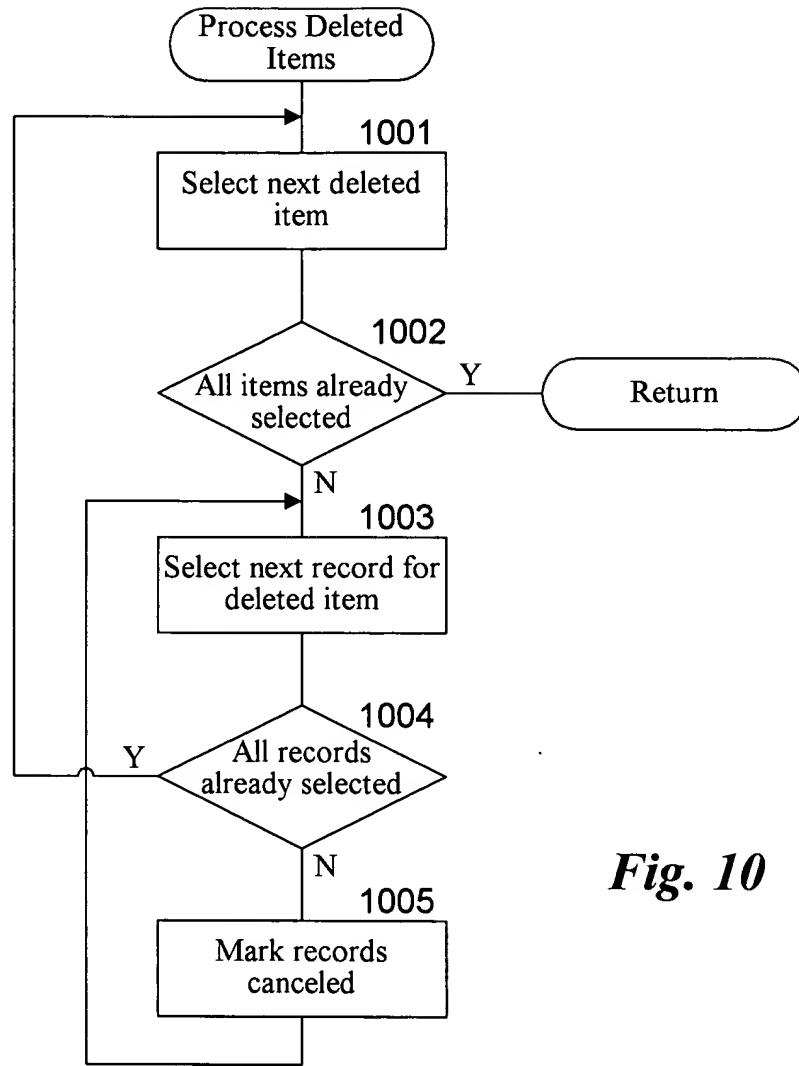 Process Deleted
Items
1001
Select next deleted
item
1002
All items already
selected
Y
Return
N
1003
Select next record for
deleted item
1004
All records
already selected
Y
N
1005
Mark records
canceled
Fig. 10